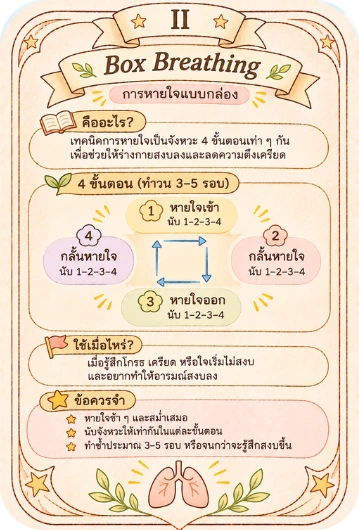 II
Box Breathing
การหายใจแบบกล่อง
คืออะไร?
เทคนิคการหายใจเป็นจังหวะ 4 ขั้นตอนเท่า ๆ กัน
เพื่อช่วยให้ร่างกายสงบลงและลดความตึงเครียด
4 ขั้นตอน (ทำวน 3-5 รอบ)
1 หายใจเข้า
นับ 1-2-3-4
2
กลั้นหายใจ
นับ 1-2-3-4
3 หายใจออก
นับ 1-2-3-4
4
กลั้นหายใจ
นับ 1-2-3-4
ใช้เมื่อไหร่?
เมื่อรู้สึกโกรธ เครียด หรือใจเริ่มไม่สงบ
และอยากทำให้อารมณ์สงบลง
ข้อควรจำ
หายใจช้า ๆ และสม่ำเสมอ
นับจังหวะให้เท่ากันในแต่ละขั้นตอน
ทำซ้ำประมาณ 3-5 รอบ หรือจนกว่าจะรู้สึกสงบขึ้น